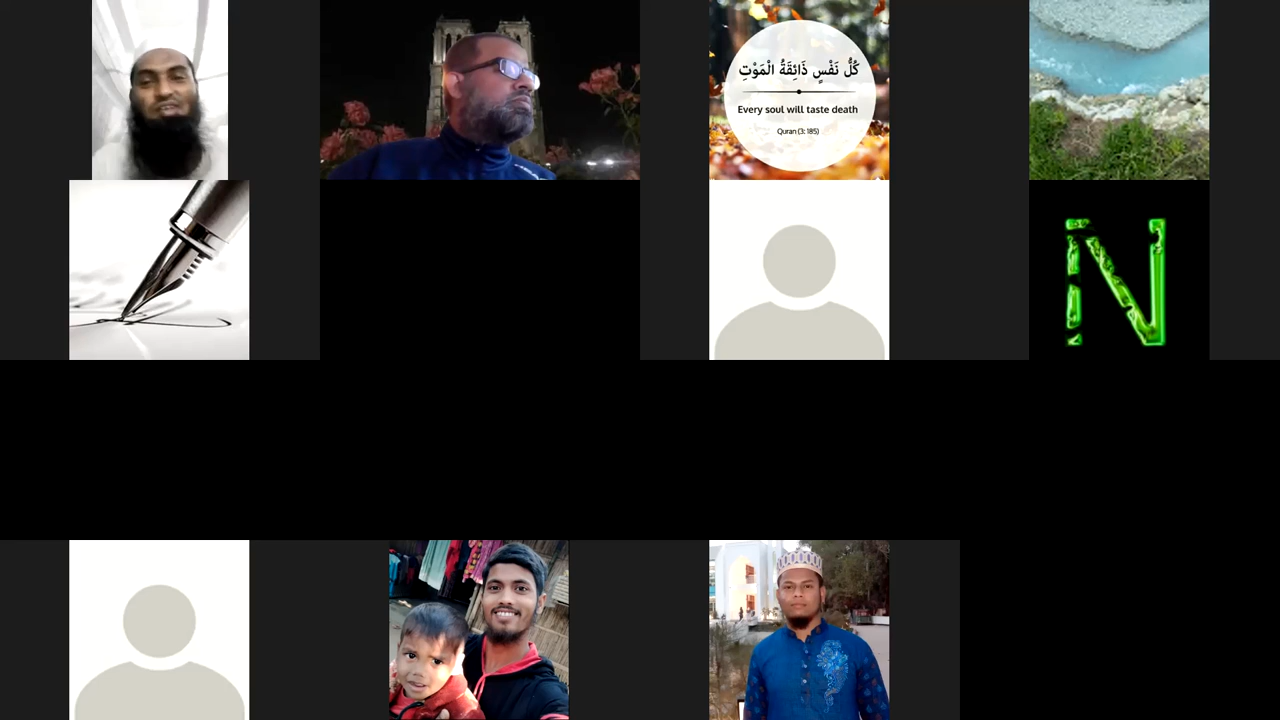 كُلُّ نَفْسٍ ذَائِقَةُ الْمَوْتِ
Every soul will taste death
Quran (3: 185)
N